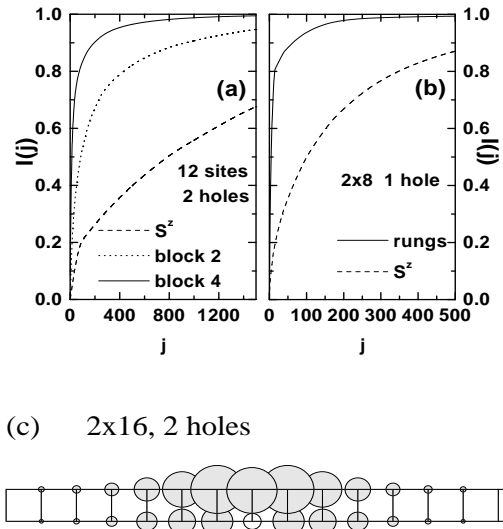 1.0
0.8
0.6
0.4
0.2
0.0
I(j)
(a)
12 sites
2 holes
S^z
block 2
block 4
0 400 800 1200
j
(b)
2x8 1 hole
rungs
S^z
0 100 200 300 400 500
j
1.0
0.8
0.6
0.4
0.2
0.0
I(j)
(c) 2x16, 2 holes